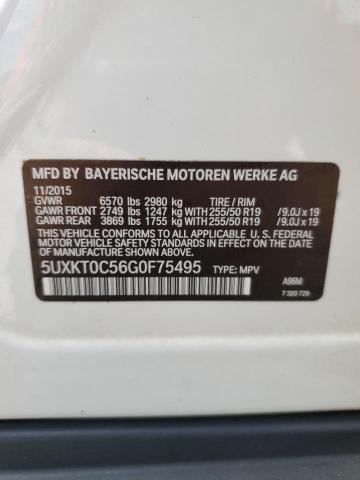 MFD BY BAYERISCHE MOTOREN WERKE AG
11/2015
GVWR 6570 lbs 2980 kg TIRE / RIM
GAWR FRONT 2749 lbs 1247 kg WITH 255/50 R19 /9.0J x 19
GAWR REAR 3869 lbs 1755 kg WITH 255/50 R19 /9.0J x 19
THIS VEHICLE CONFORMS TO ALL APPLICABLE
U. S. FEDERAL MOTOR VEHICLE SAFETY STANDARDS
IN EFFECT ON THE DATE OF MANUFACTURE SHOWN ABOVE.
5UXKT0C56G0F75495 TYPE: MPV
A96M
7 320 729